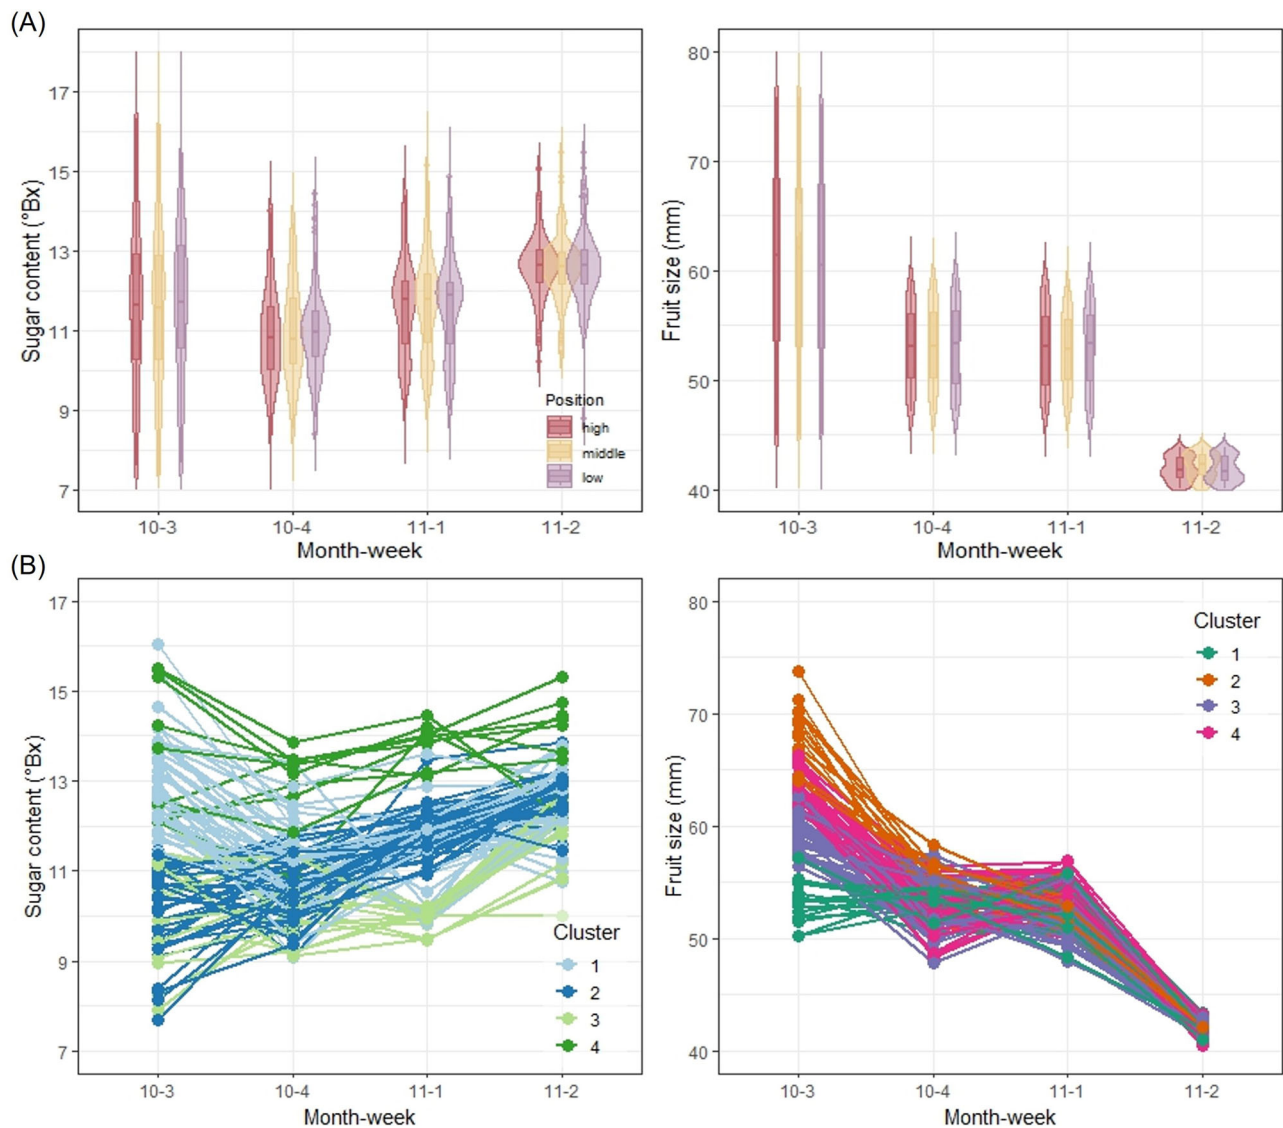 (A)
Sugar content (°Bx)
17
15
13
11
9
7
Position
high
middle
low
10-3
10-4
11-1
11-2
Month-week
Fruit size (mm)
80
70
60
50
40
10-3
10-4
11-1
11-2
Month-week
(B)
Sugar content (°Bx)
17
15
13
11
9
7
Cluster
1
2
3
4
10-3
10-4
11-1
11-2
Month-week
Fruit size (mm)
80
70
60
50
40
Cluster
1
2
3
4
10-3
10-4
11-1
11-2
Month-week